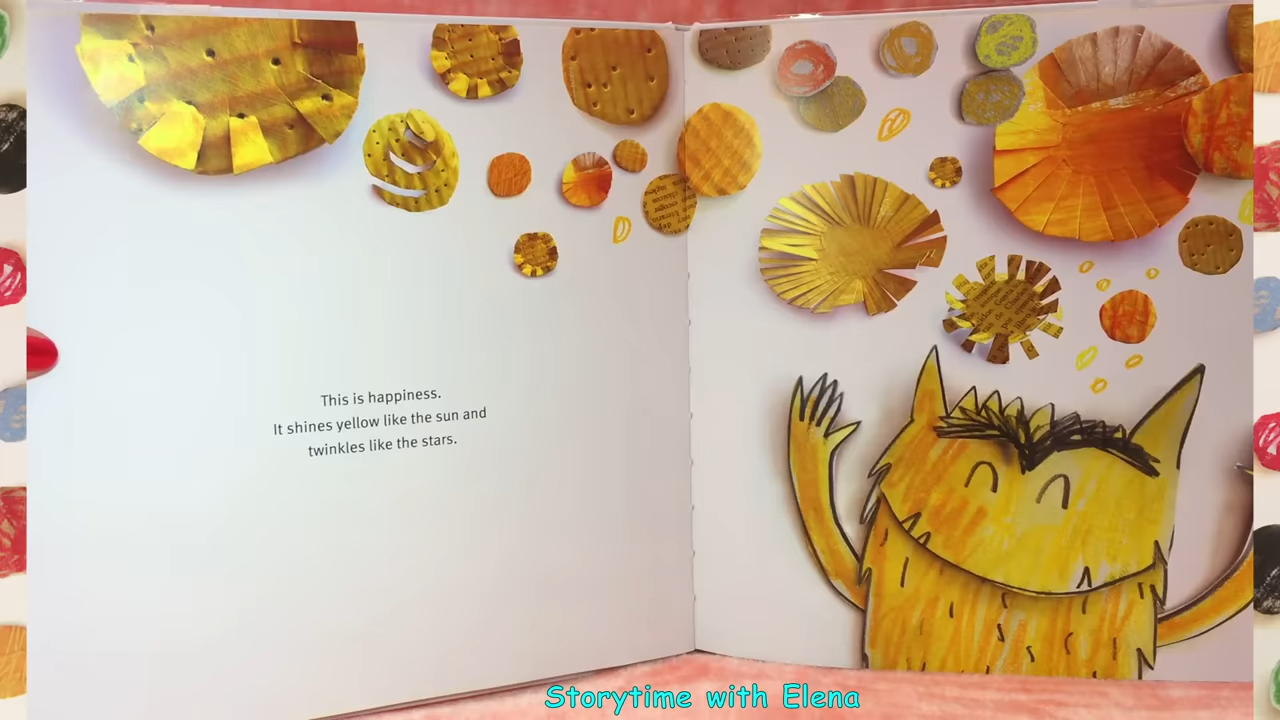 This is happiness.
It shines yellow like the sun and
twinkles like the stars.
Storytime with Elena